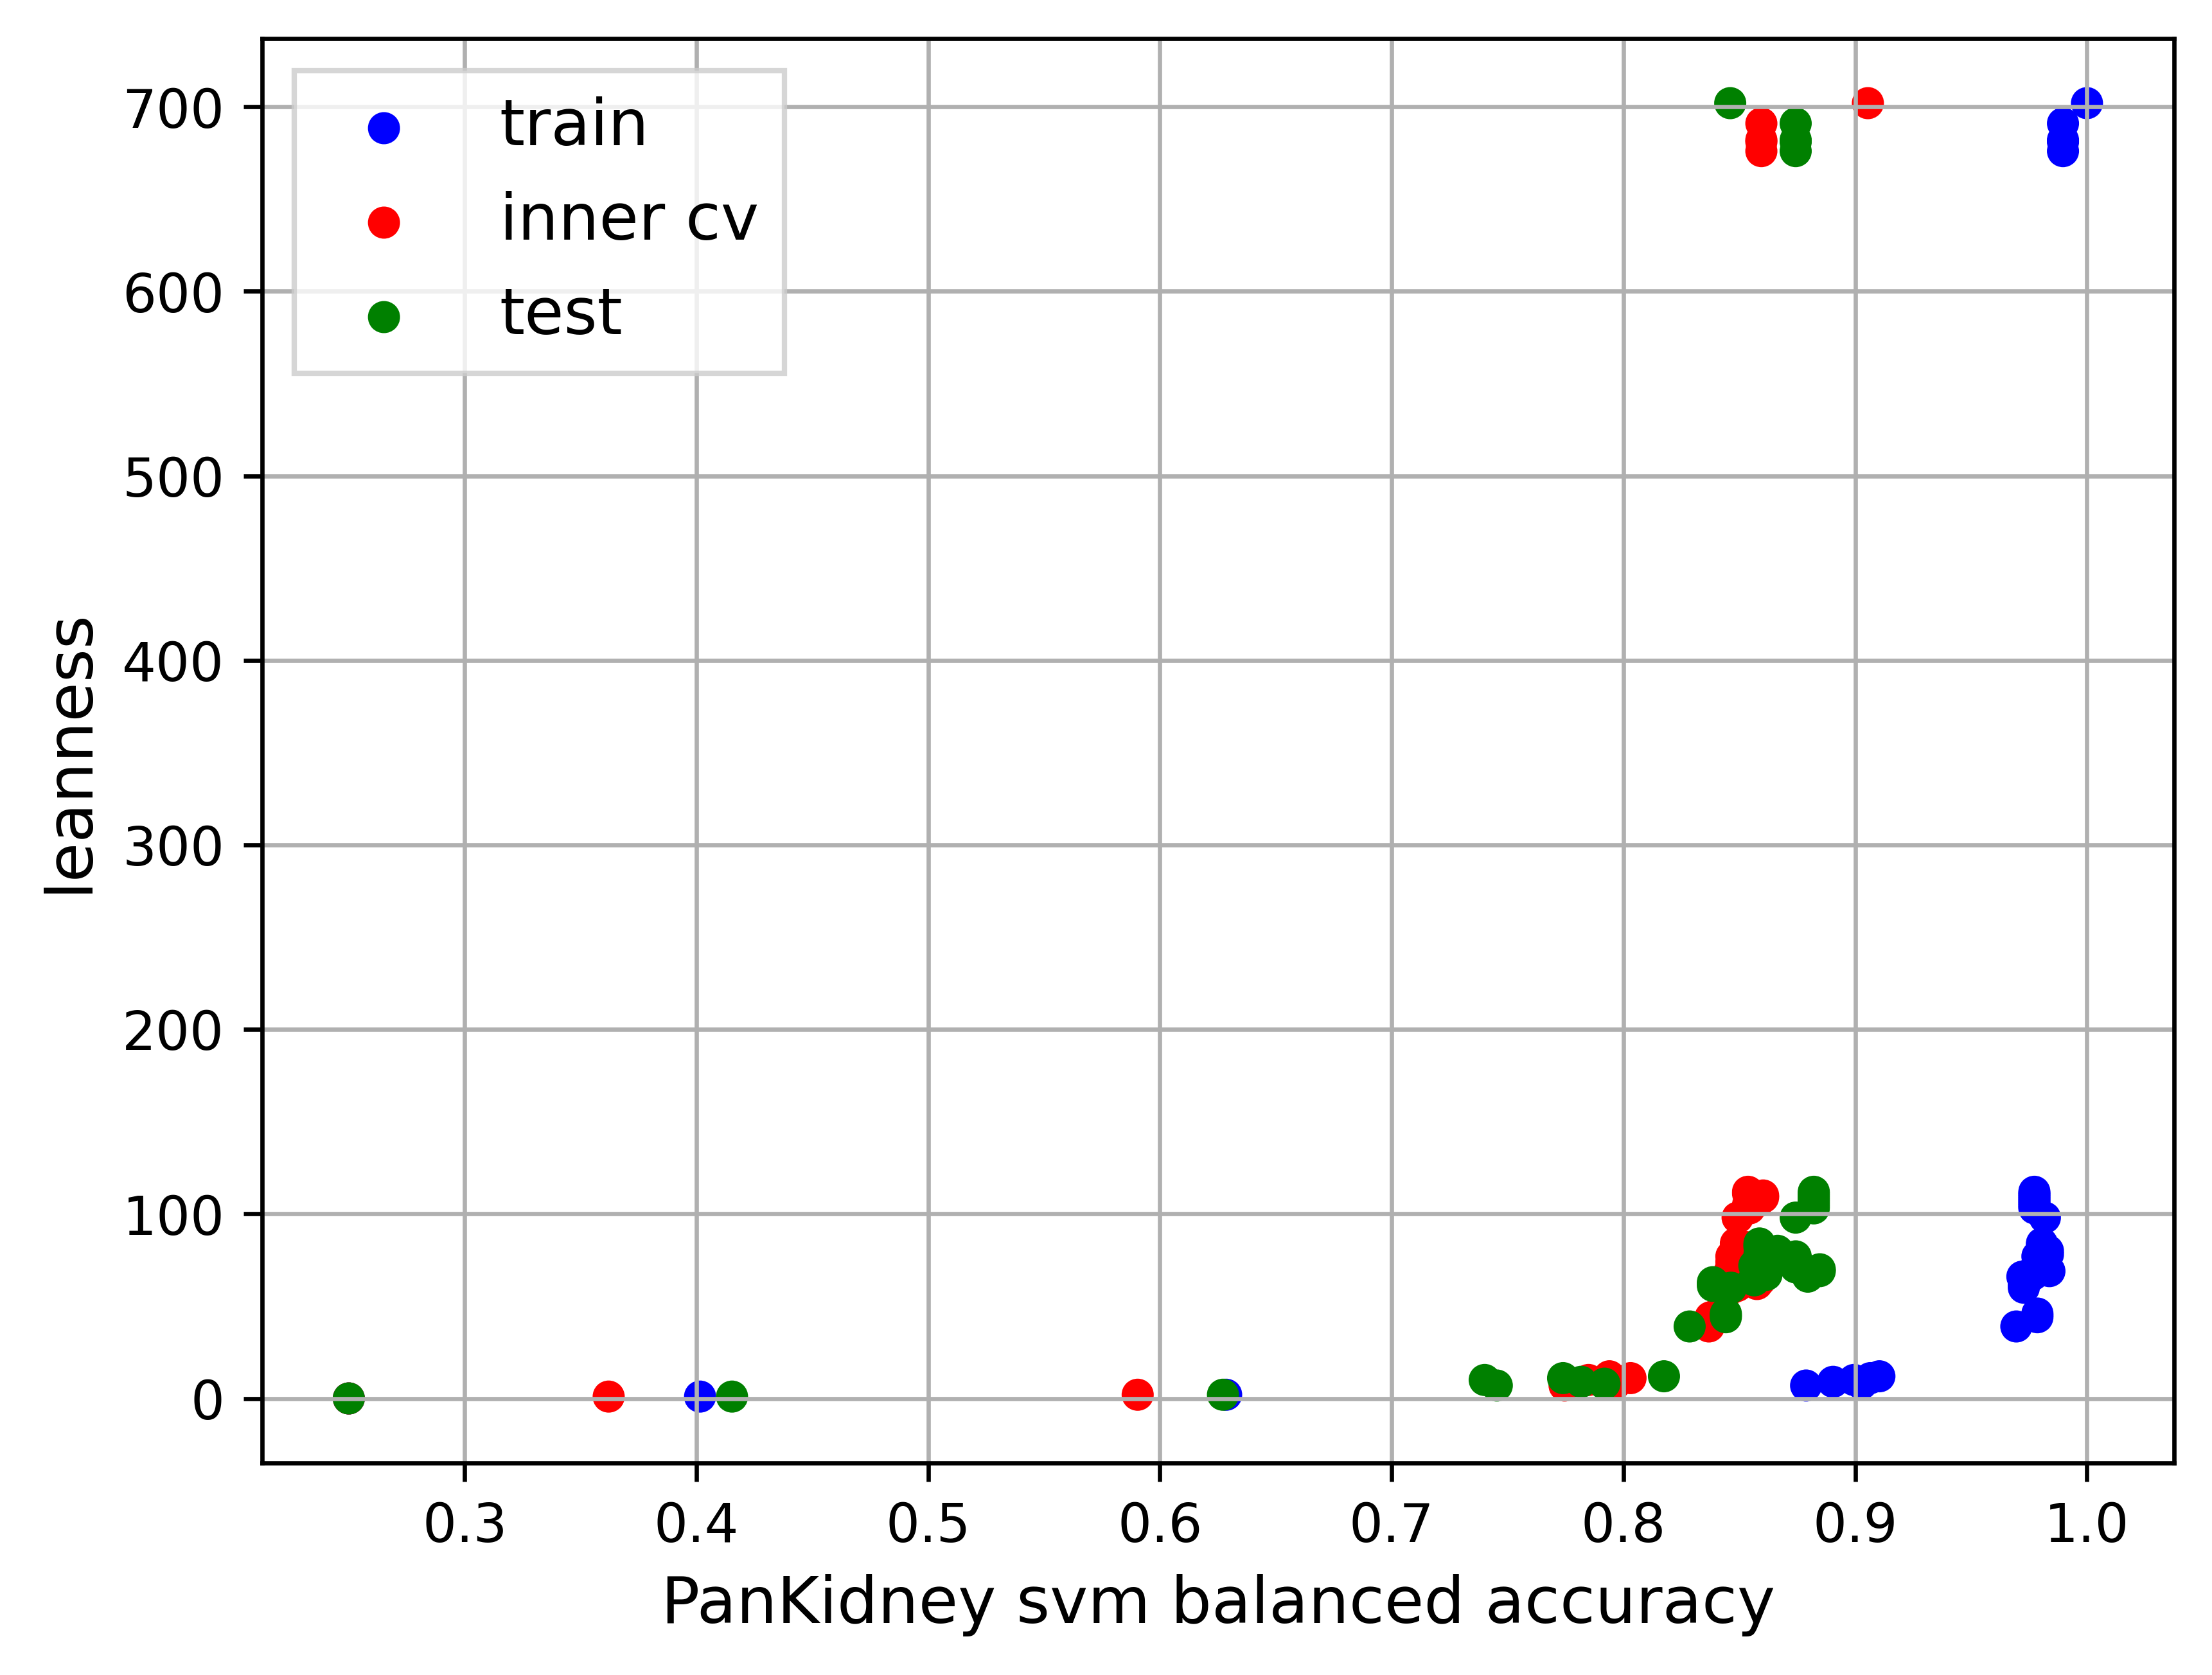 train
inner cv
test
leanness
700
600
500
400
300
200
100
0
0.3 0.4 0.5 0.6 0.7 0.8 0.9 1.0
PanKidney svm balanced accuracy